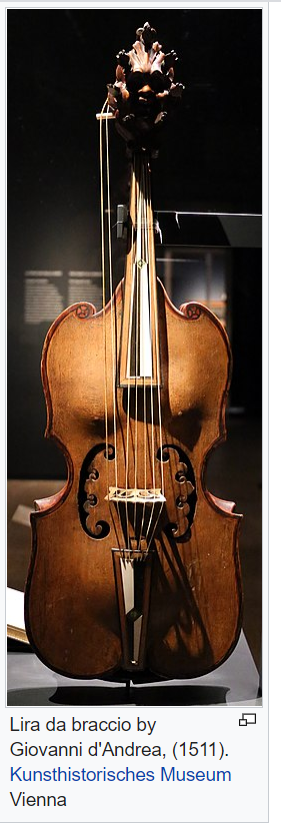 Lira da braccio by
Giovanni d'Andrea, (1511).
Kunsthistorisches Museum
Vienna